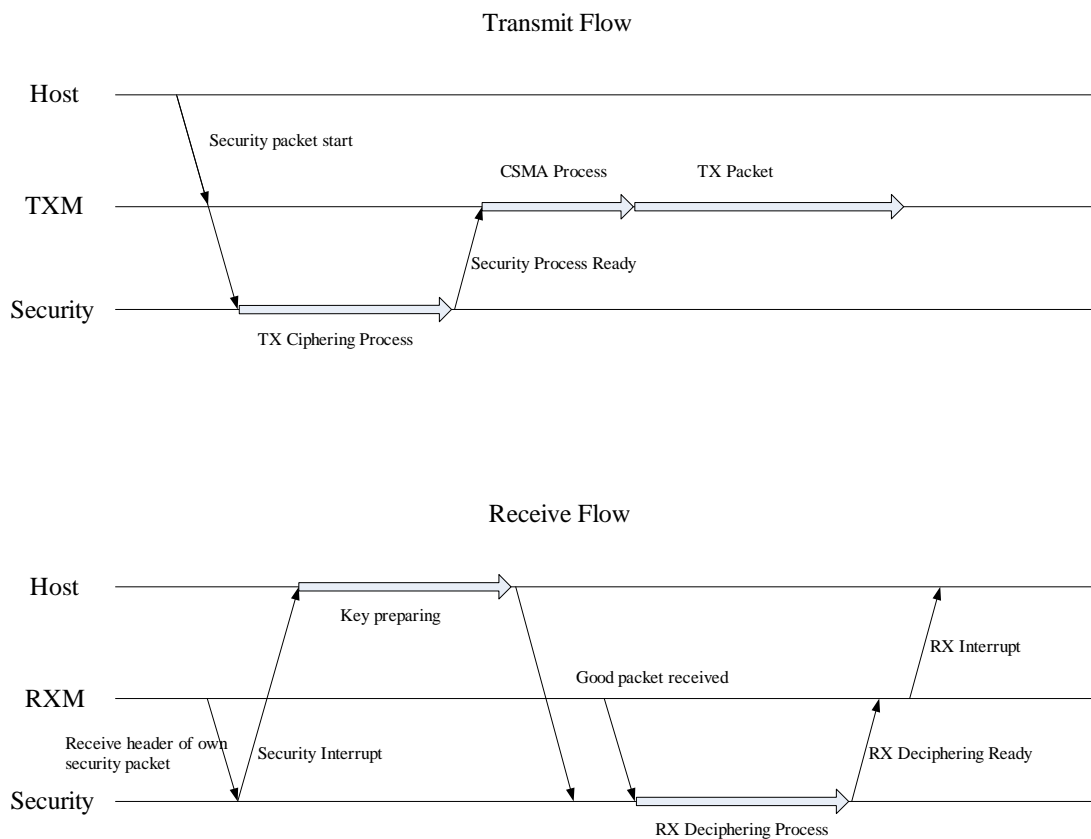 Transmit Flow
Host
Security packet start
CSMA Process
TX Packet
TXM
Security Process Ready
Security
TX Ciphering Process
Receive Flow
Host
Key preparing
RX Interrupt
Good packet received
RXM
Receive header of own
security packet
Security Interrupt
RX Deciphering Ready
Security
RX Deciphering Process